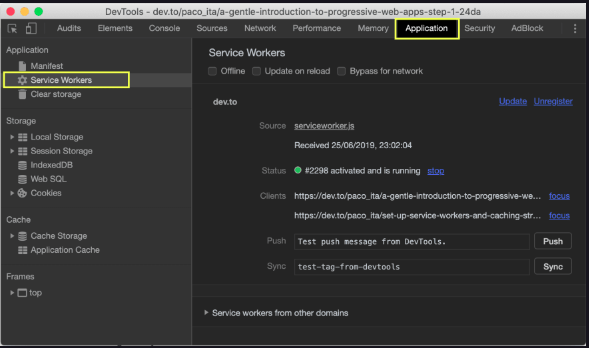 DevTools - dev.to/paco_ita/a-gentle-introduction-to-progressive-web-apps-step-1-24da
Audits Elements Console Sources Network Performance Memory Application Security AdBlock
Application
Manifest
Service Workers
Clear storage
Storage
Local Storage
Session Storage
IndexedDB
Web SQL
Cookies
Cache
Cache Storage
Application Cache
Frames
top
Service Workers
Offline Update on reload Bypass for network
dev.to Update Unregister
Source serviceworker.js
Received 25/06/2019, 23:02:04
Status #2298 activated and is running stop
Clients https://dev.to/paco_ita/a-gentle-introduction-to-progressive-we... focus
https://dev.to/paco_ita/set-up-service-workers-and-caching-str... focus
Push Test push message from DevTools. Push
Sync test-tag-from-devtools Sync
Service workers from other domains